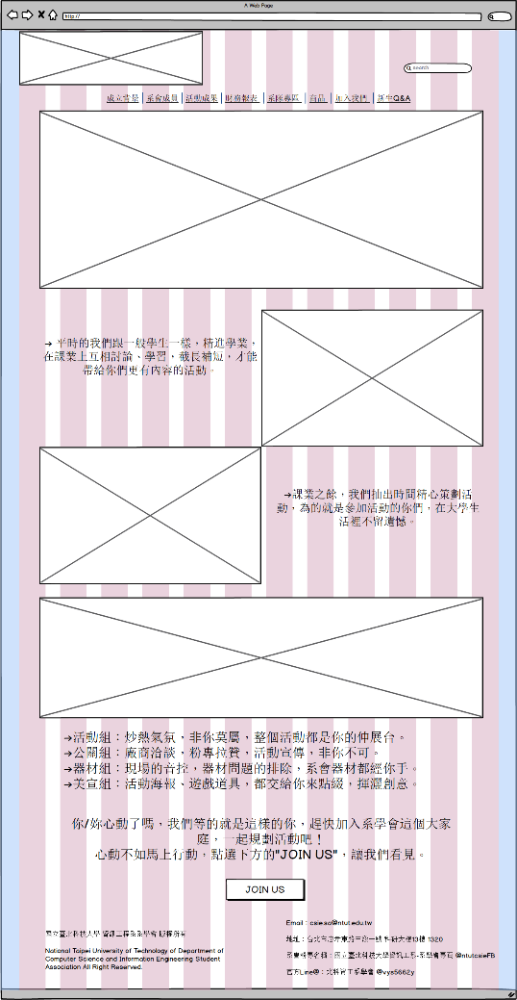 A Web Page
http://
search
成立背景 | 系會成員 | 活動成果 | 財務報表 | 系隊專區 | 商品 | 加入我們 | 新生Q&A
→ 平時的我們跟一般學生一樣，精進學業，
在課業上互相討論、學習，截長補短，才能
帶給你們更有內容的活動。
→課業之餘，我們抽出時間精心策劃活
動，為的就是參加活動的你們，在大學生
活裡不留遺憾。
→活動組：炒熱氣氛，非你莫屬，整個活動都是你的伸展台。
→公關組：廠商洽談，粉專拉贊，活動宣傳，非你不可。
→器材組：現場的音控，器材問題的排除，系會器材都經你手。
→美宣組：活動海報、遊戲道具，都交給你來點綴，揮灑創意。
你/妳心動了嗎，我們等的就是這樣的你，趕快加入系學會這個大家
庭，一起規劃活動吧！
心動不如馬上行動，點選下方的"JOIN US"，讓我們看見。
JOIN US
國立臺北科技大學 資訊工程系系學會 版權所有
National Taipei University of Technology of Department of
Computer Science and Information Engineering Student
Association All Right Reserved.
Email : csie.sa@ntut.edu.tw
地址：台北市忠孝東路三段一號 科研大樓13樓 1320
系學粉專名稱：國立臺北科技大學資訊工系-系學會專頁 @ntutcsieFB
官方Line@：北科資工系學會 @vys5662y